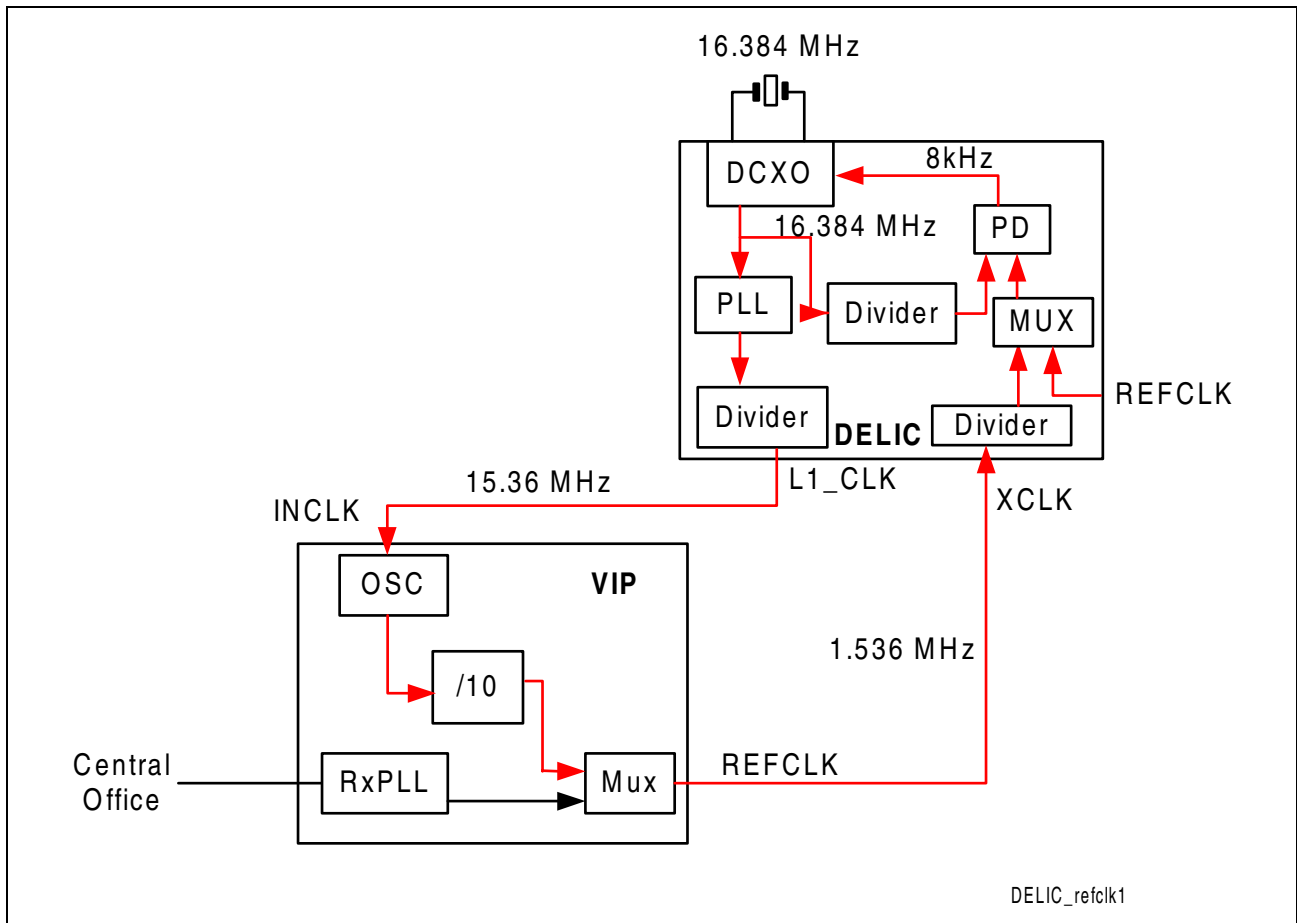 16.384 MHz
DCXO
8kHz
16.384 MHz
PD
PLL
Divider
MUX
REFCLK
Divider
DELIC
Divider
L1_CLK
XCLK
15.36 MHz
INCLK
OSC
VIP
1.536 MHz
/10
Central
Office
RxPLL
Mux
REFCLK
DELIC_refclk1